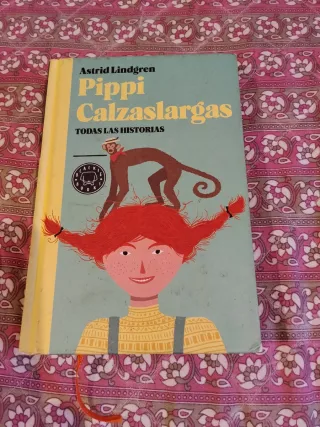 Astrid Lindgren
Pippi
Calzaslargas
TODAS LAS HISTORIAS